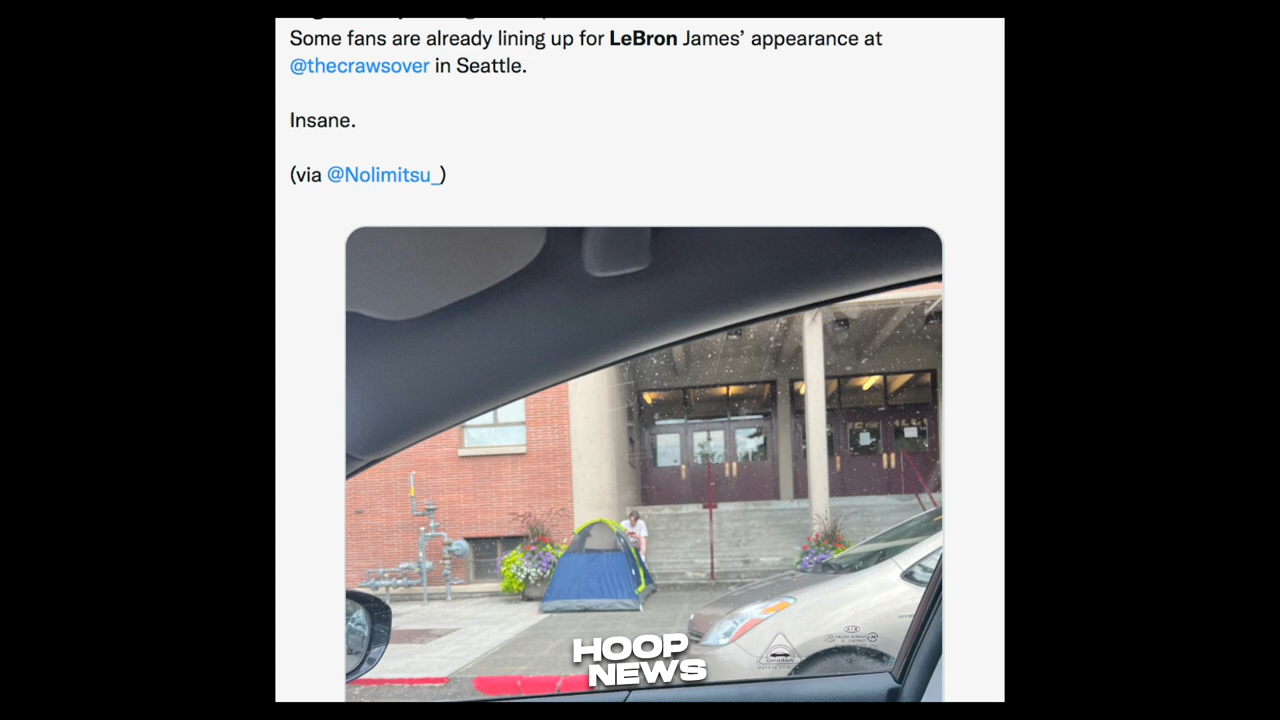 Some fans are already lining up for LeBron James’ appearance at
@thecrawsover in Seattle.
Insane.
(via @Nolimitsu_)
HOOP
NEWS